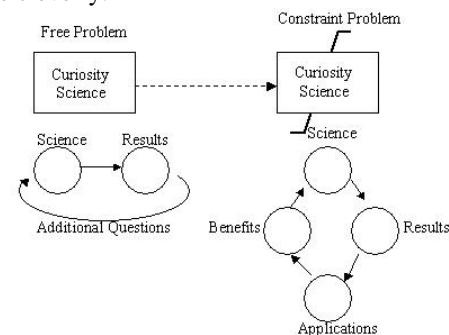 Free Problem
Constraint Problem
Curiosity
Science
Curiosity
Science
Science
Results
Additional Questions
Science
Benefits
Results
Applications